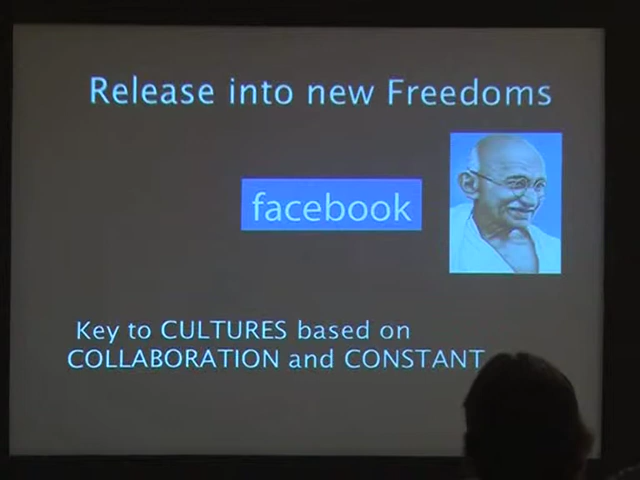 Release into new Freedoms
facebook
Key to CULTURES based on
COLLABORATION and CONSTANT